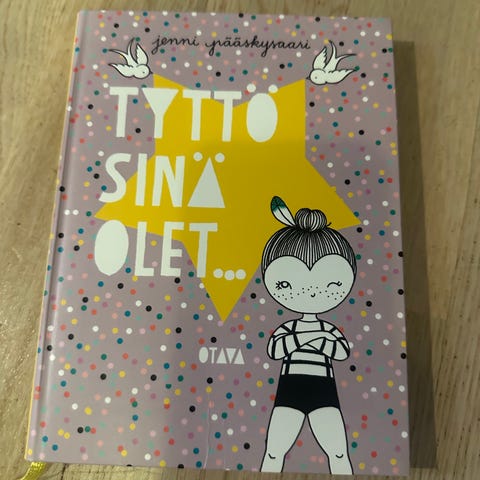 jenni pääskysaari
TYTTÖ
SINÄ
OLET...
OTAVA